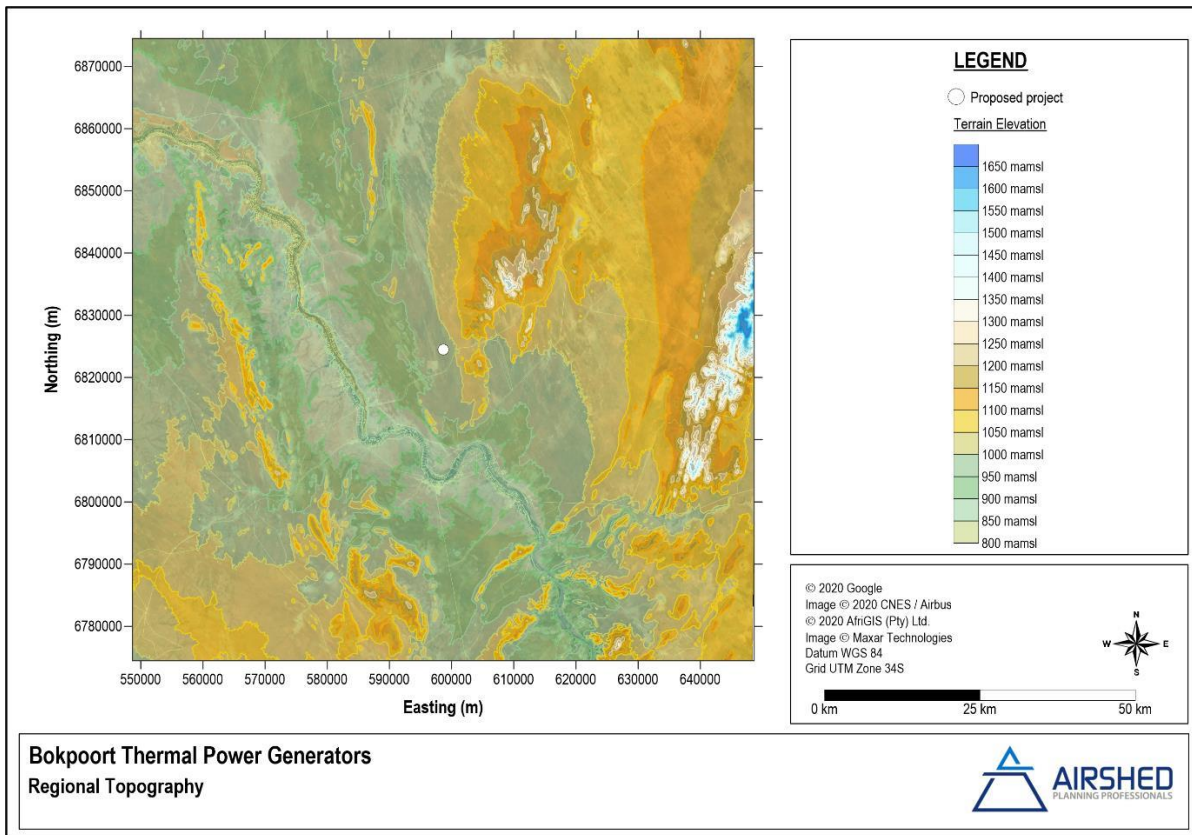 6870000
6860000
6850000
6840000
6830000
6820000
6810000
6800000
6790000
6780000
Northing (m)
550000 560000 570000 580000 590000 600000 610000 620000 630000 640000
Easting (m)
LEGEND
Proposed project
Terrain Elevation
1650 mamsl
1600 mamsl
1550 mamsl
1500 mamsl
1450 mamsl
1400 mamsl
1350 mamsl
1300 mamsl
1250 mamsl
1200 mamsl
1150 mamsl
1100 mamsl
1050 mamsl
1000 mamsl
950 mamsl
900 mamsl
850 mamsl
800 mamsl
© 2020 Google
Image © 2020 CNES / Airbus
© 2020 AfriGIS (Pty) Ltd.
Image © Maxar Technologies
Datum WGS 84
Grid UTM Zone 34S
N
W E
S
0 km 25 km 50 km
Bokpoort Thermal Power Generators
Regional Topography
AIRSHED
PLANNING PROFESSIONALS